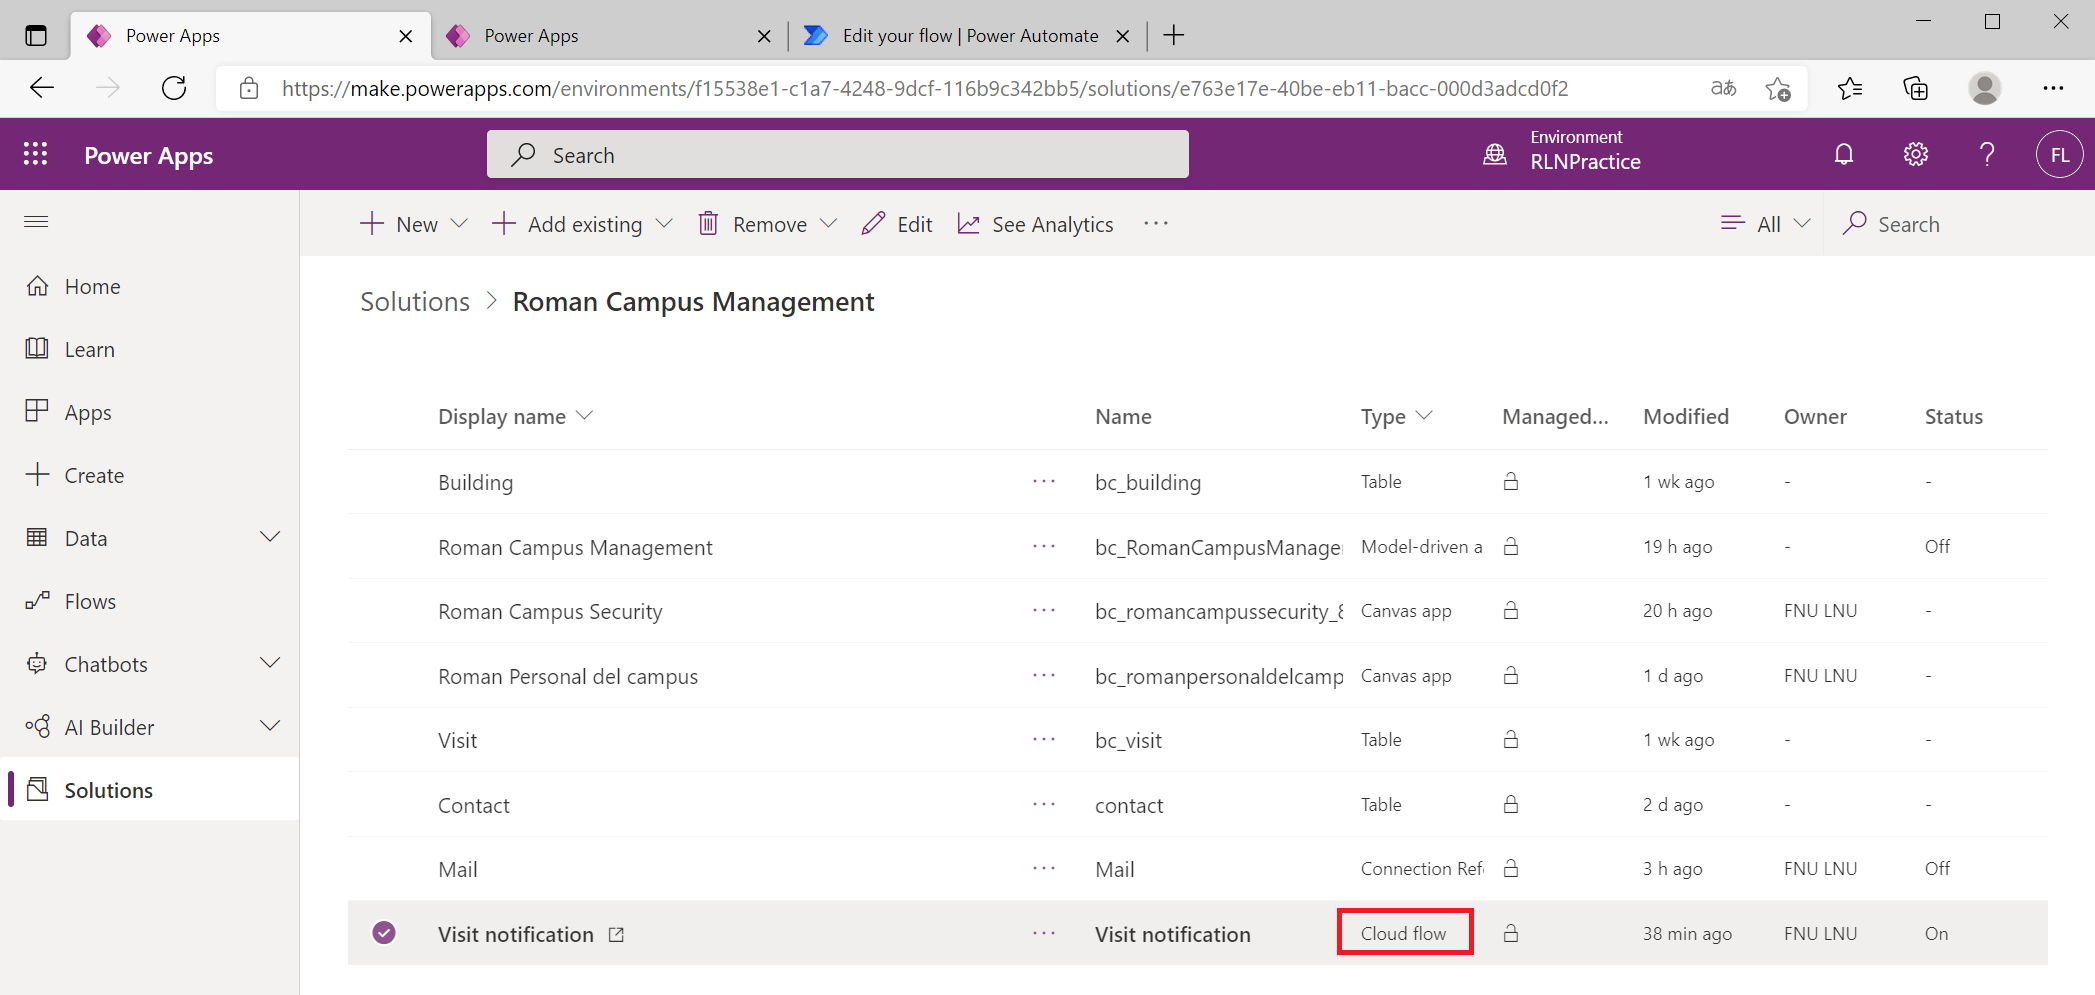 Power Apps
Power Apps
Edit your flow | Power Automate
https://make.powerapps.com/environments/f15538e1-c1a7-4248-9dcf-116b9c342bb5/solutions/e763e17e-40be-eb11-bacc-000d3adcd0f2
aあ
Power Apps
Search
Environment
RLNPractice
FL
New
Add existing
Remove
Edit
See Analytics
All
Search
Home
Learn
Apps
Create
Data
Flows
Chatbots
AI Builder
Solutions
Solutions > Roman Campus Management
Display name Name Type Managed... Modified Owner Status
Building ... bc_building Table 1 wk ago - -
Roman Campus Management ... bc_RomanCampusManage Model-driven a 19 h ago - Off
Roman Campus Security ... bc_romancampussecurity_8 Canvas app 20 h ago FNU LNU -
Roman Personal del campus ... bc_romanpersonaldelcamp Canvas app 1 d ago FNU LNU -
Visit ... bc_visit Table 1 wk ago - -
Contact ... contact Table 2 d ago - -
Mail ... Mail Connection Ref 3 h ago FNU LNU Off
Visit notification ... Visit notification Cloud flow 38 min ago FNU LNU On